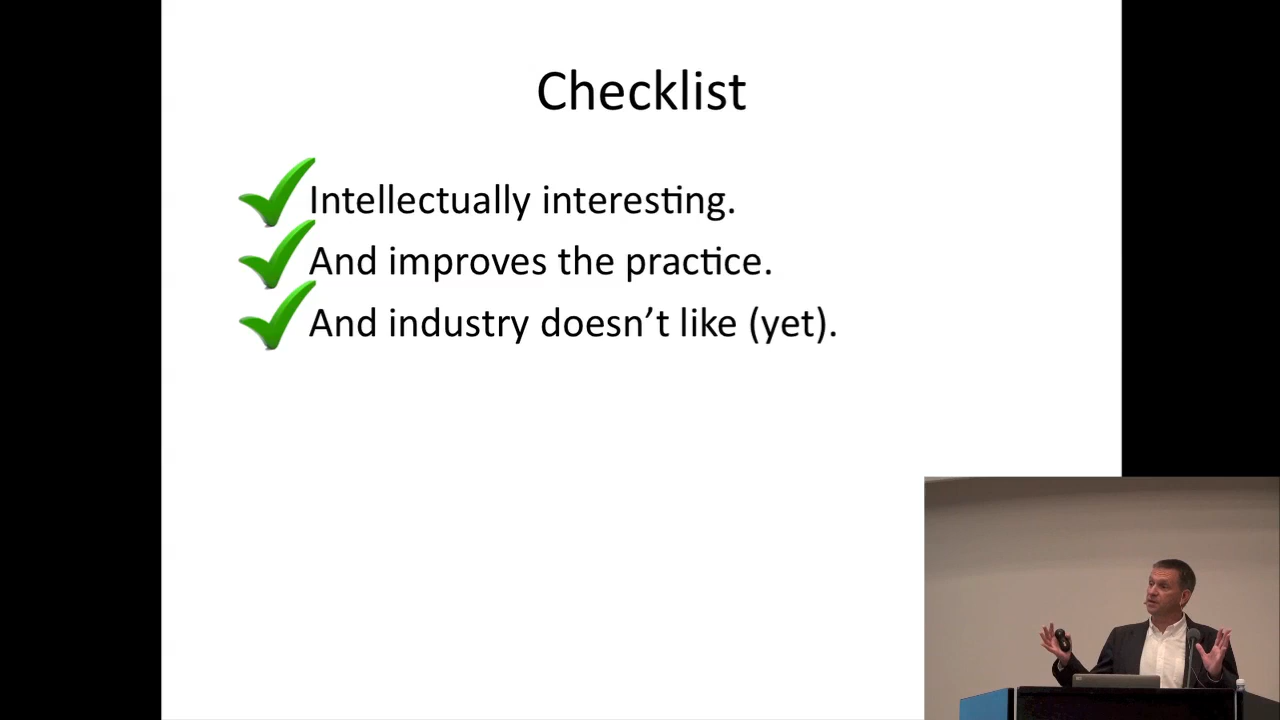 Checklist
Intellectually interesting.
And improves the practice.
And industry doesn’t like (yet).